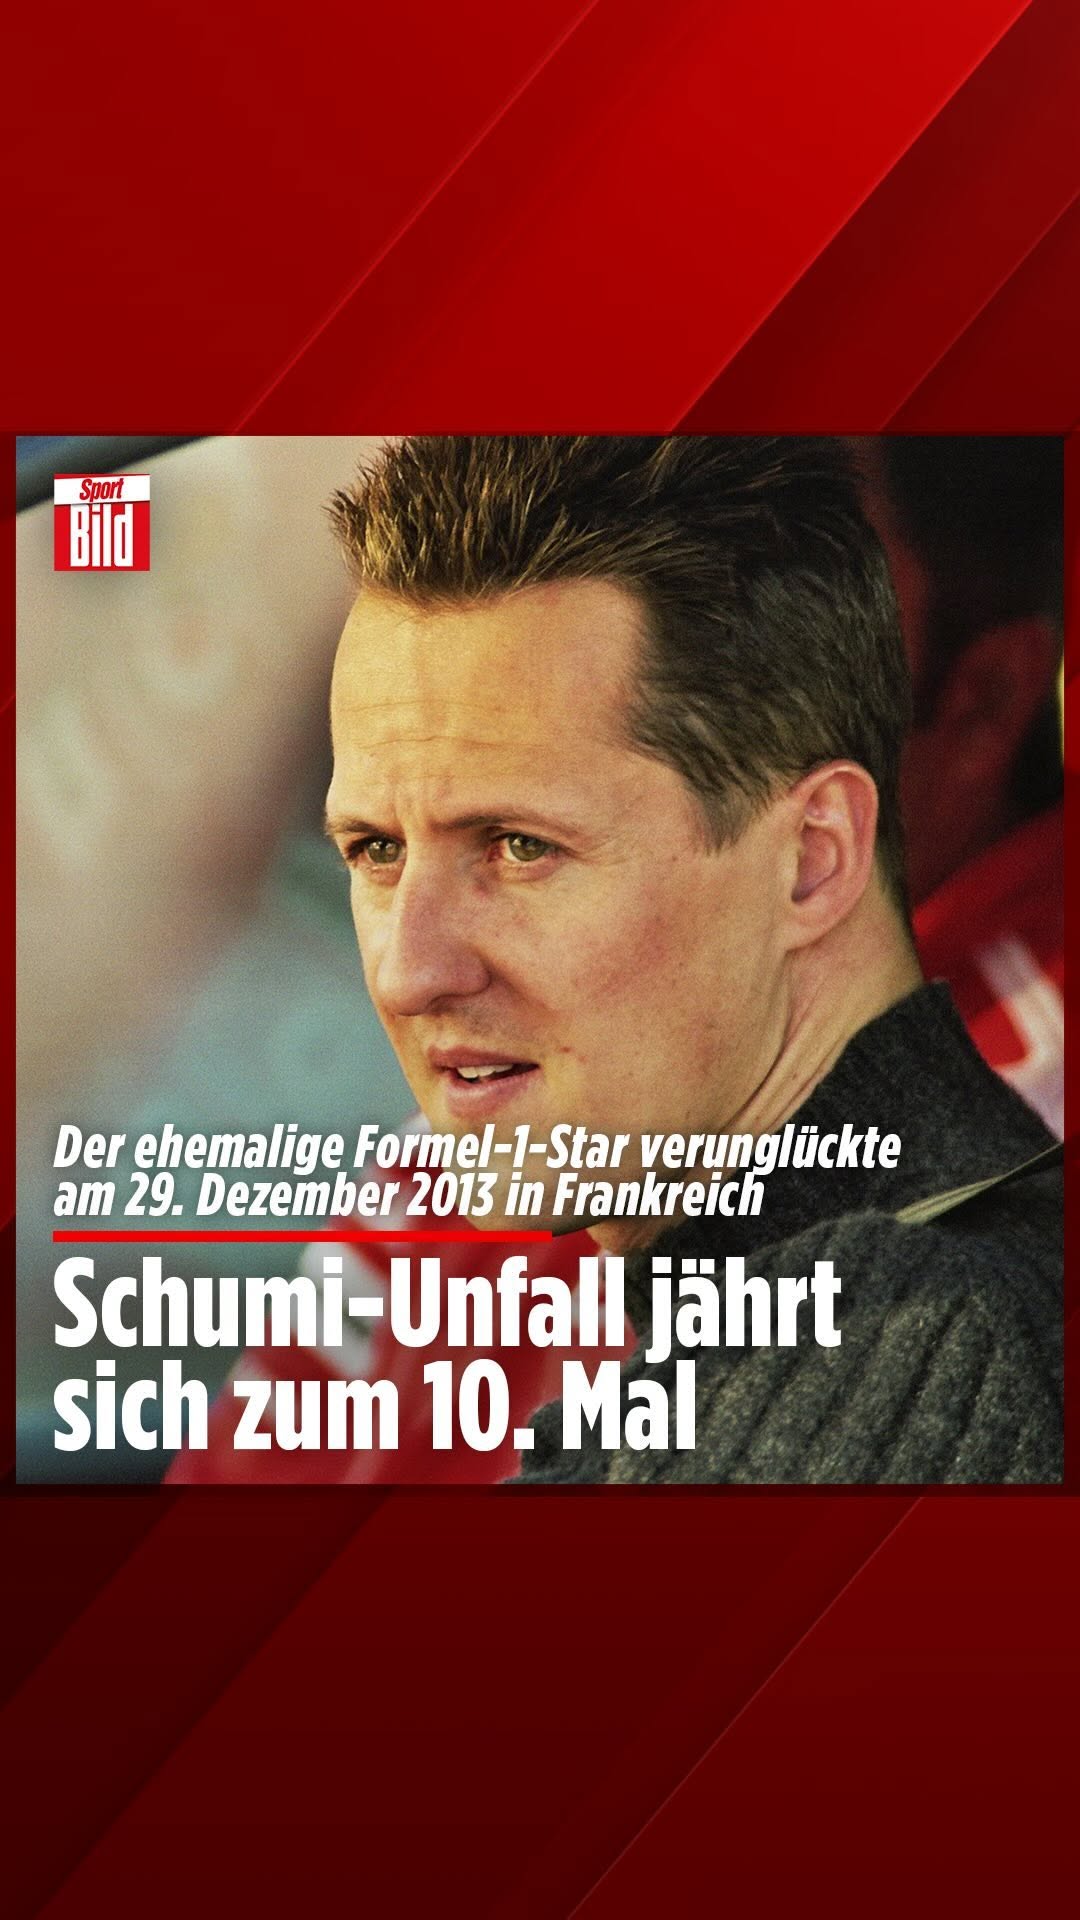 Sport
Bild
Der ehemalige Formel-1-Star verunglückte
am 29. Dezember 2013 in Frankreich
Schumi-Unfall jährt
sich zum 10. Mal